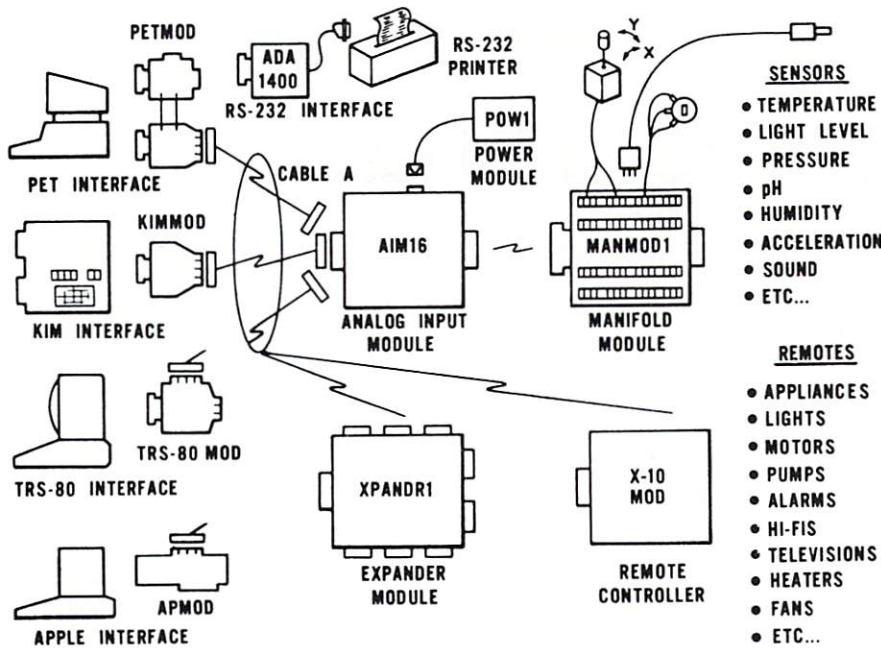 PETMOD
PET INTERFACE
ADA
1400
RS-232 INTERFACE
RS-232
PRINTER
POW1
POWER
MODULE
CABLE A
KIMMOD
KIM INTERFACE
AIM16
ANALOG INPUT
MODULE
Y
X
MANMOD1
MANIFOLD
MODULE
TRS-80 MOD
TRS-80 INTERFACE
APMOD
APPLE INTERFACE
XPANDR1
EXPANDER
MODULE
X-10
MOD
REMOTE
CONTROLLER
SENSORS
• TEMPERATURE
• LIGHT LEVEL
• PRESSURE
• pH
• HUMIDITY
• ACCELERATION
• SOUND
• ETC...
REMOTES
• APPLIANCES
• LIGHTS
• MOTORS
• PUMPS
• ALARMS
• HI-FIS
• TELEVISIONS
• HEATERS
• FANS
• ETC...